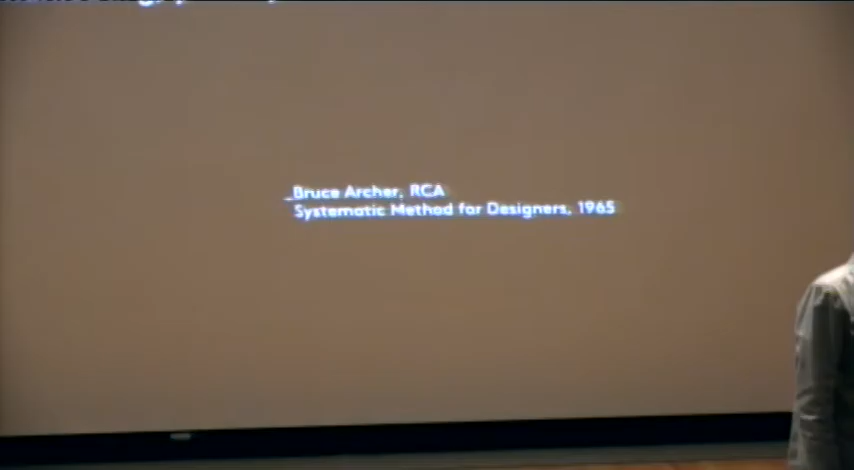 _Bruce Archer, RCA
Systematic Method for Designers, 1965